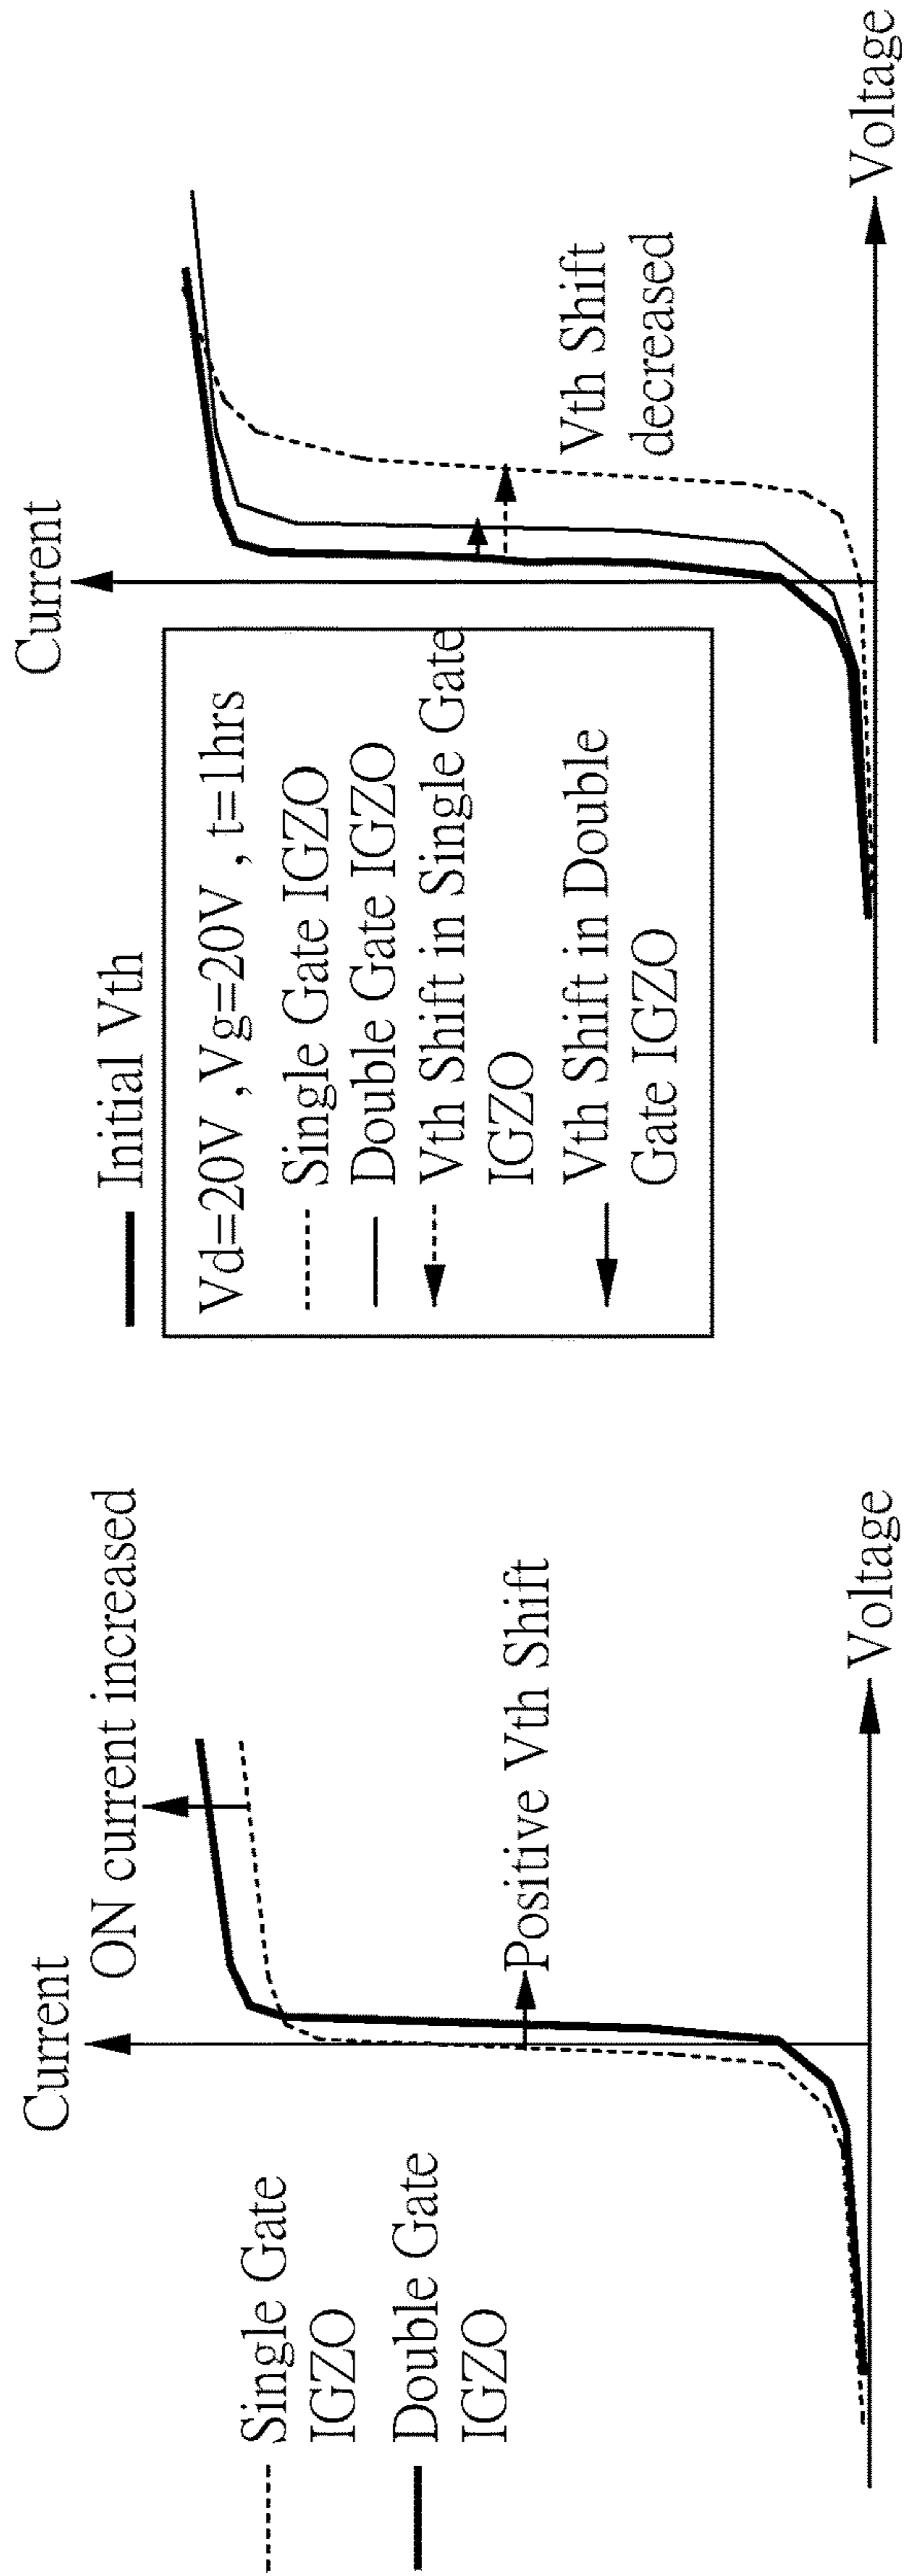 Single Gate
IGZO
Double Gate
IGZO
Current
ON current increased
Positive Vth Shift
Voltage
Initial Vth
Vd=20V ,Vg=20V , t=1hrs
Single Gate IGZO
Double Gate IGZO
Vth Shift in Single Gate
IGZO
Vth Shift in Double
Gate IGZO
Current
Vth Shift
decreased
Voltage